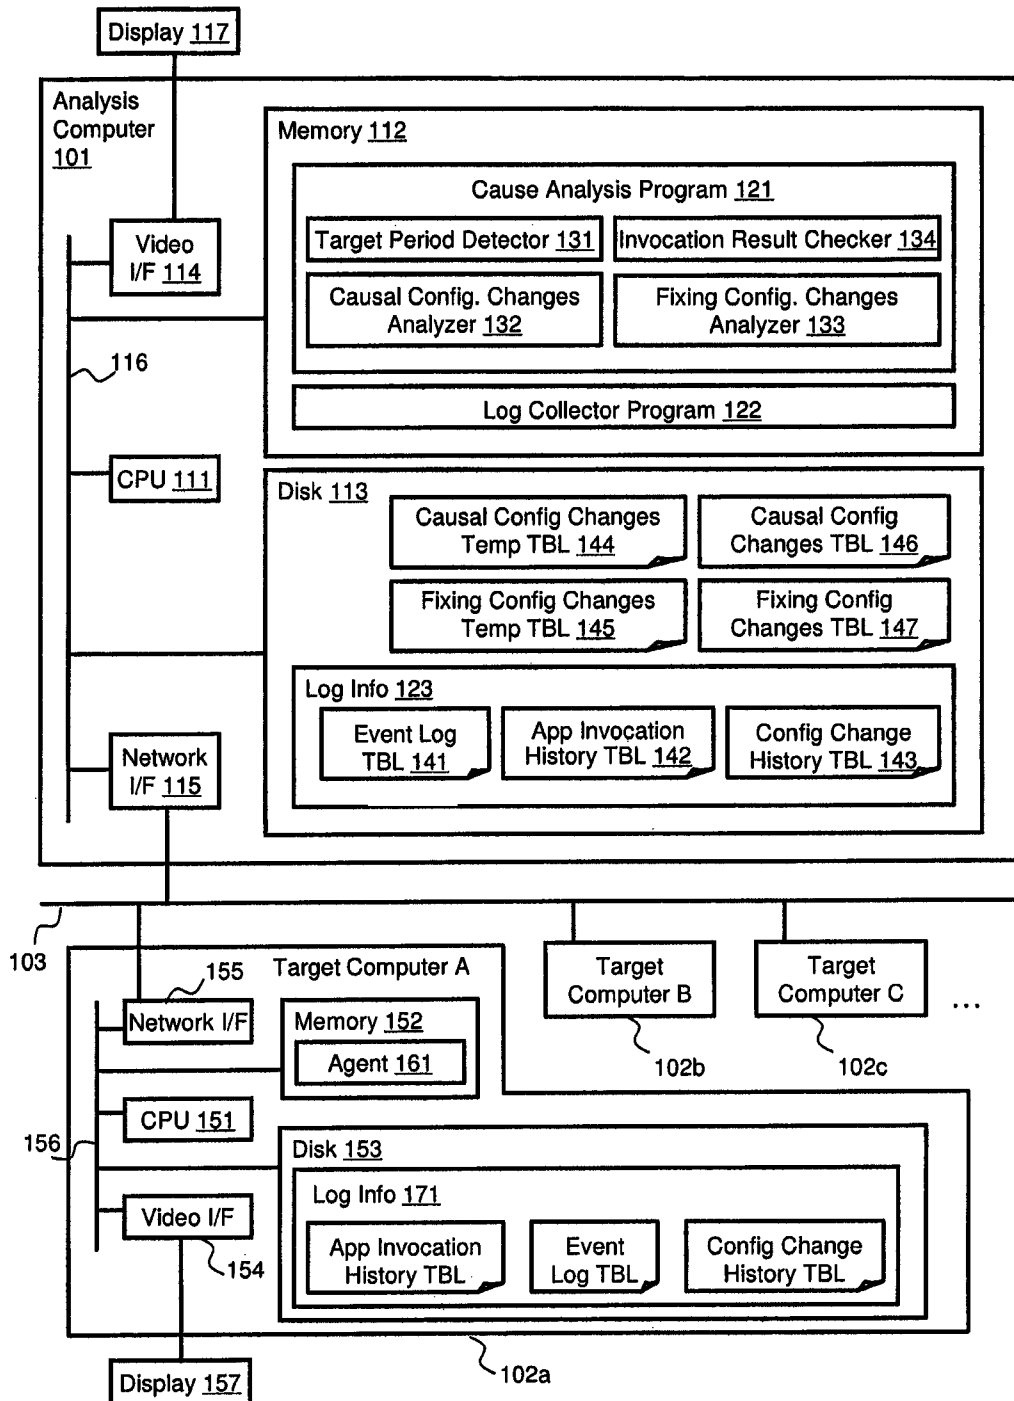 Display 117
Analysis
Computer
101
Memory 112
Cause Analysis Program 121
Target Period Detector 131
Invocation Result Checker 134
Causal Config. Changes
Analyzer 132
Fixing Config. Changes
Analyzer 133
Log Collector Program 122
Video
I/F 114
116
CPU 111
Disk 113
Causal Config Changes
Temp TBL 144
Causal Config
Changes TBL 146
Fixing Config Changes
Temp TBL 145
Fixing Config
Changes TBL 147
Log Info 123
Event Log
TBL 141
App Invocation
History TBL 142
Config Change
History TBL 143
Network
I/F 115
103
Target Computer A
155
Network I/F
Memory 152
Agent 161
Target
Computer B
Target
Computer C
...
102b
102c
CPU 151
156
Disk 153
Log Info 171
App Invocation
History TBL
Event
Log TBL
Config Change
History TBL
Video I/F
154
102a
Display 157